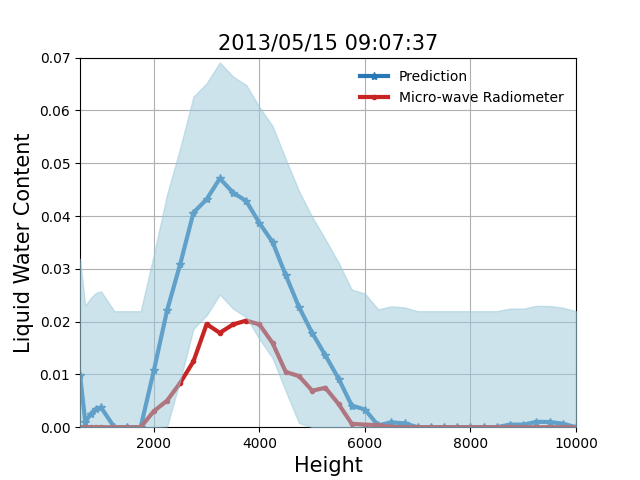 2013/05/15 09:07:37
Prediction
Micro-wave Radiometer
Liquid Water Content
0.07
0.06
0.05
0.04
0.03
0.02
0.01
0.00
2000 4000 6000 8000 10000
Height